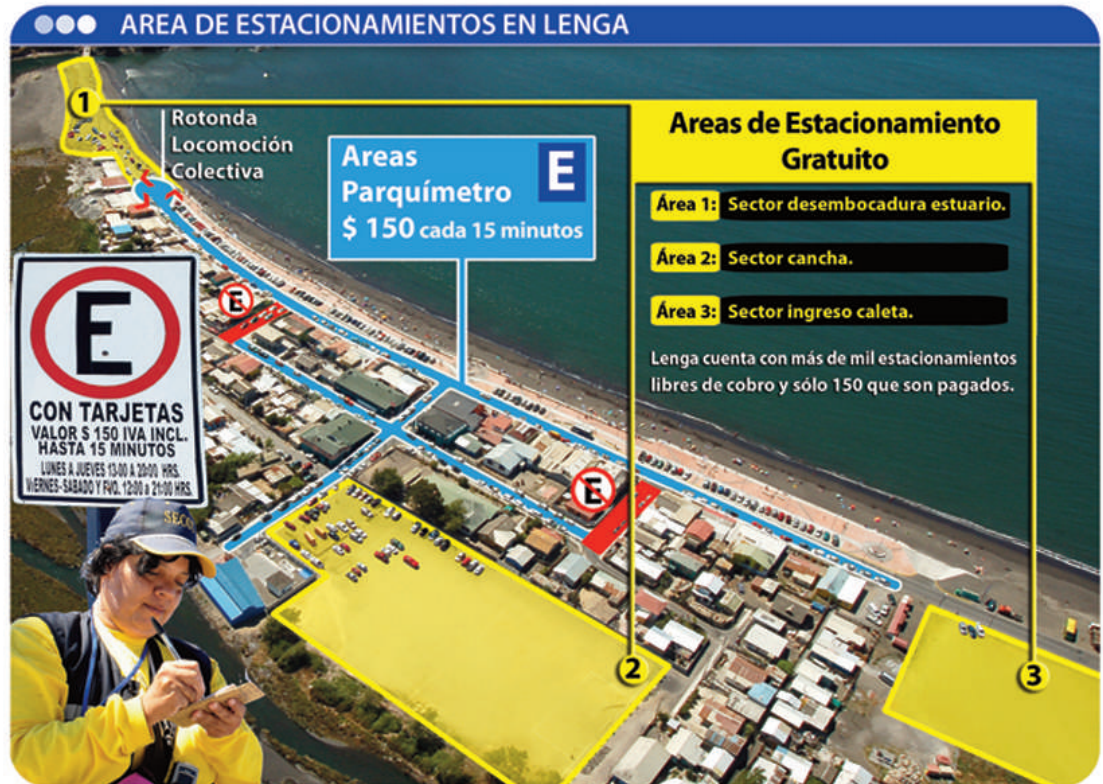 AREA DE ESTACIONAMIENTOS EN LENGA
1
Rotonda
Locomoción
Colectiva
Areas
Parquímetro
$ 150 cada 15 minutos
E
Areas de Estacionamiento
Gratuito
Área 1: Sector desembocadura estuario.
Área 2: Sector cancha.
Área 3: Sector ingreso caleta.
Lenga cuenta con más de mil estacionamientos
libres de cobro y sólo 150 que son pagados.
E
E
E
CON TARJETAS
VALOR $ 150 IVA INCL.
HASTA 15 MINUTOS
LUNES A JUEVES 13:00 A 20:00 HRS.
VIERNES-SABADO Y 12:00 a 21:00 HRS.
2
3